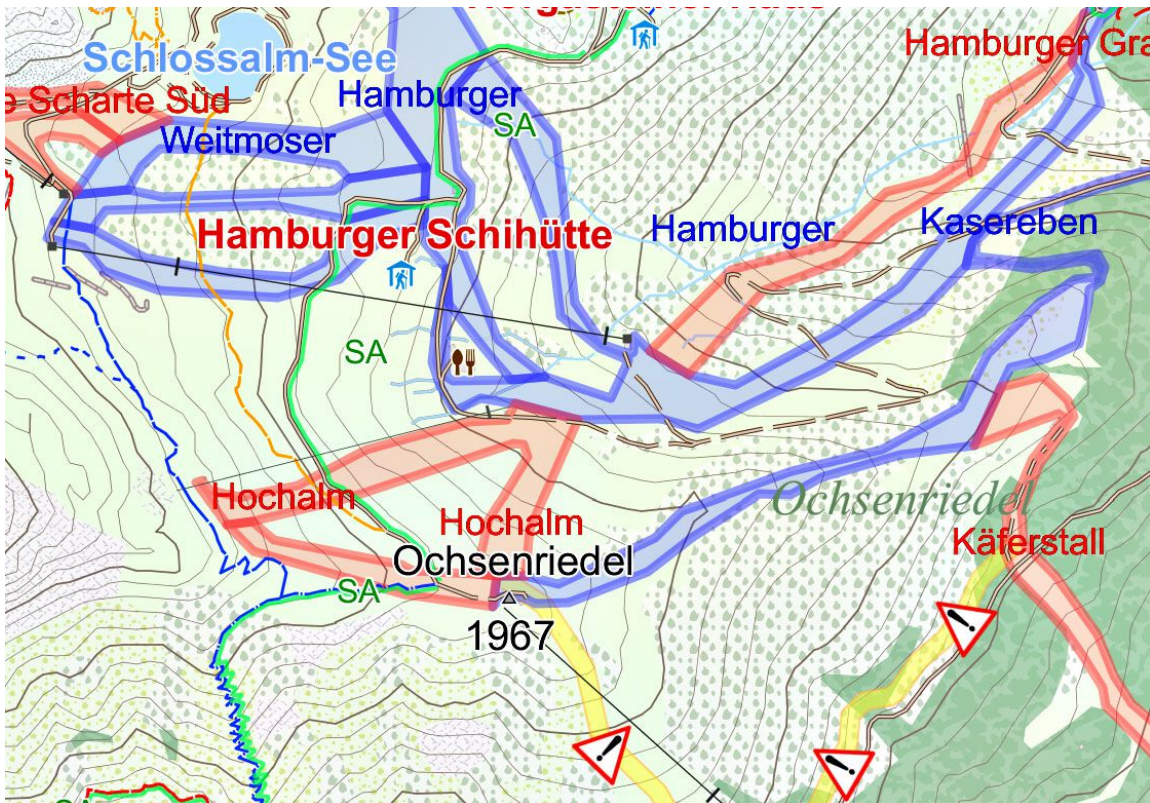 Schlossalm-See
Hamburger Gra
e Scharte Süd
Hamburger
Weitmoser
SA
Hamburger Schihütte
Hamburger
Kasereben
SA
Hochalm
Ochsenriedel
Hochalm
Käferstall
Ochsenriedel
SA
1967